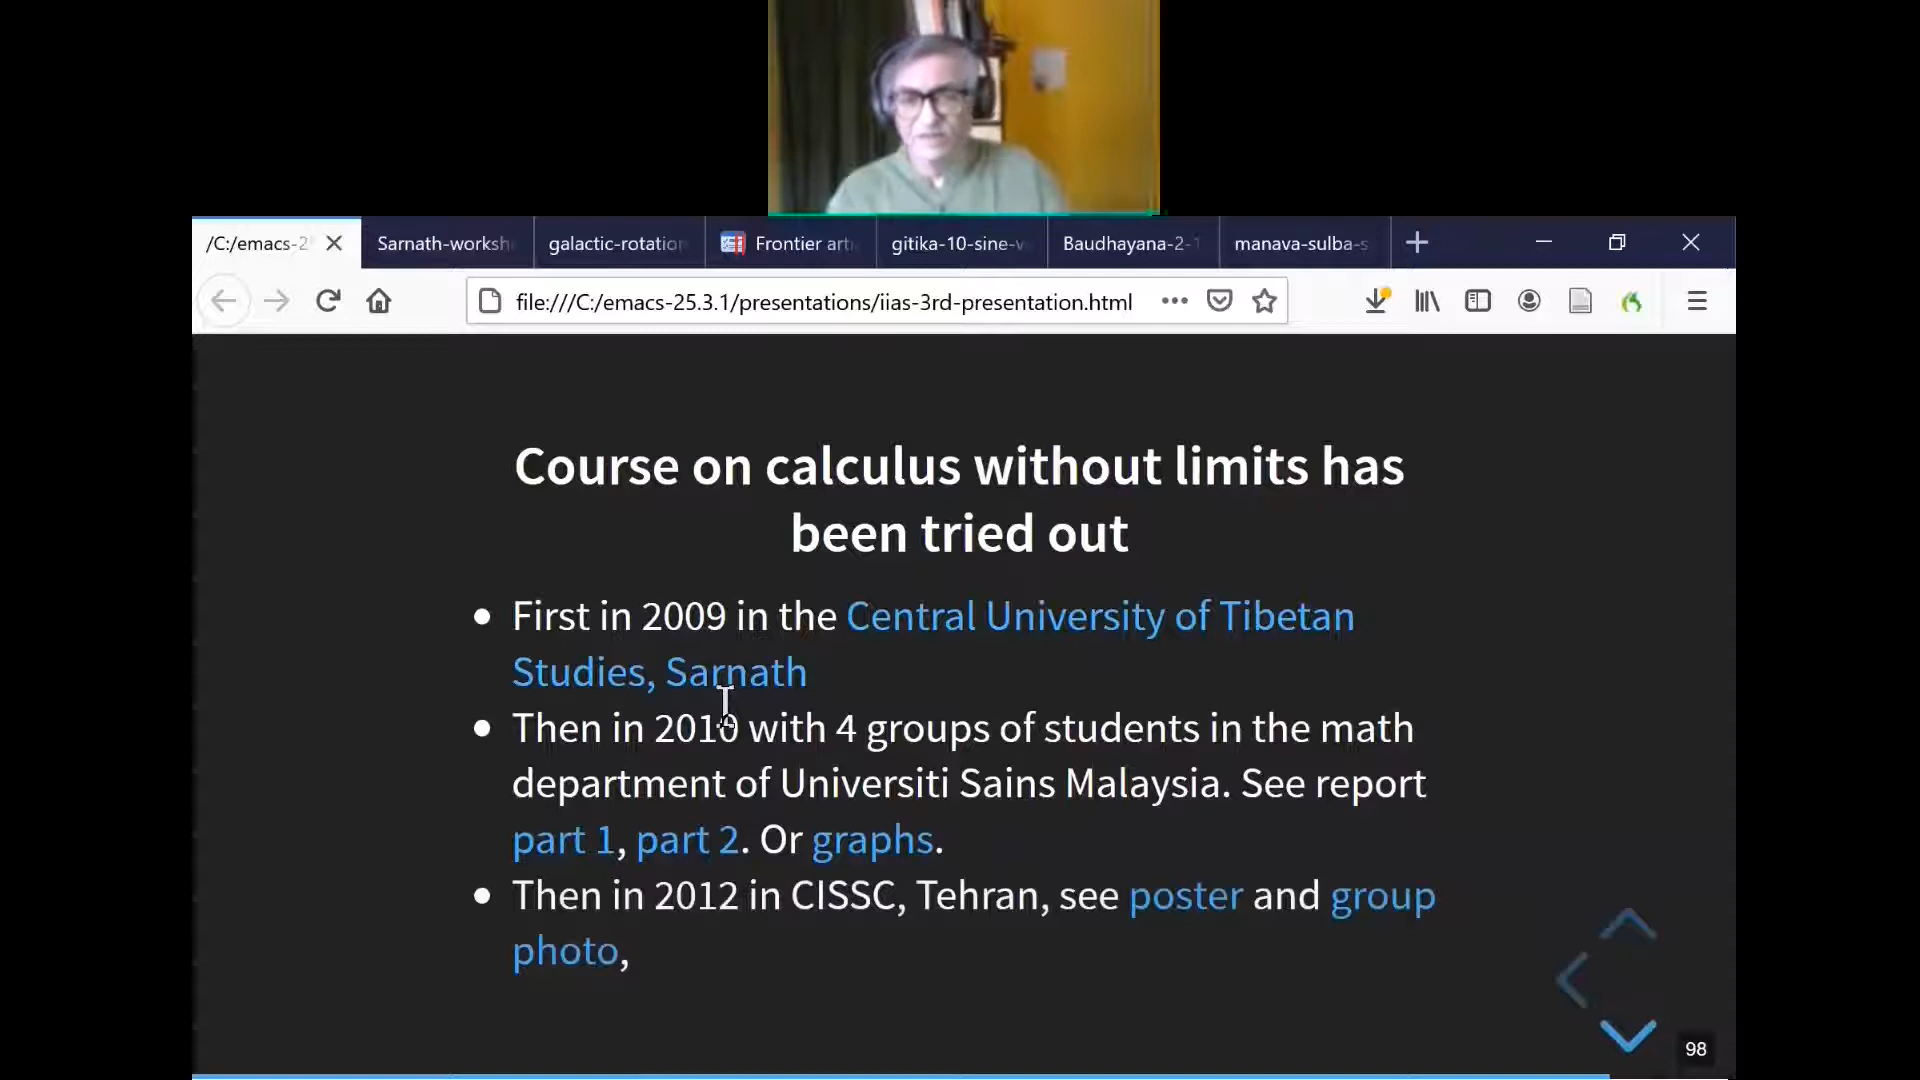 /C:/emacs-2
Sarnath-worksh
galactic-rotation
Frontier art
gitika-10-sine-v
Baudhayana-2-1
manava-sulba-s
file:///C:/emacs-25.3.1/presentations/iias-3rd-presentation.html
Course on calculus without limits has
been tried out
First in 2009 in the Central University of Tibetan
Studies, Sarnath
Then in 2010 with 4 groups of students in the math
department of Universiti Sains Malaysia. See report
part 1, part 2. Or graphs.
Then in 2012 in CISSC, Tehran, see poster and group
photo,
98